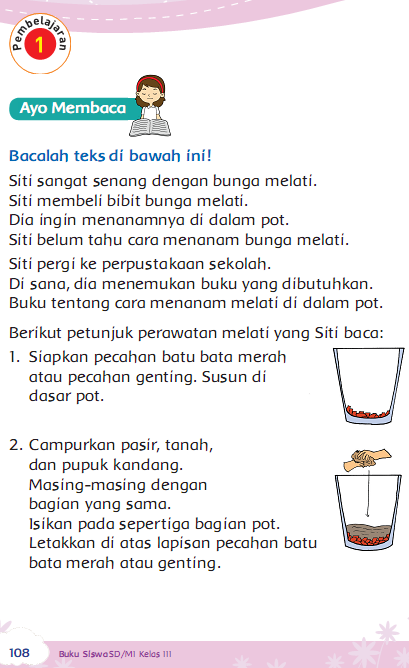 Pembelajaran
1
Ayo Membaca
Bacalah teks di bawah ini!
Siti sangat senang dengan bunga melati.
Siti membeli bibit bunga melati.
Dia ingin menanamnya di dalam pot.
Siti belum tahu cara menanam bunga melati.
Siti pergi ke perpustakaan sekolah.
Di sana, dia menemukan buku yang dibutuhkan.
Buku tentang cara menanam melati di dalam pot.
Berikut petunjuk perawatan melati yang Siti baca:
1. Siapkan pecahan batu bata merah
atau pecahan genting. Susun di
dasar pot.
2. Campurkan pasir, tanah,
dan pupuk kandang.
Masing-masing dengan
bagian yang sama.
Isikan pada sepertiga bagian pot.
Letakkan di atas lapisan pecahan batu
bata merah atau genting.
108 Buku Siswa SD/MI Kelas III